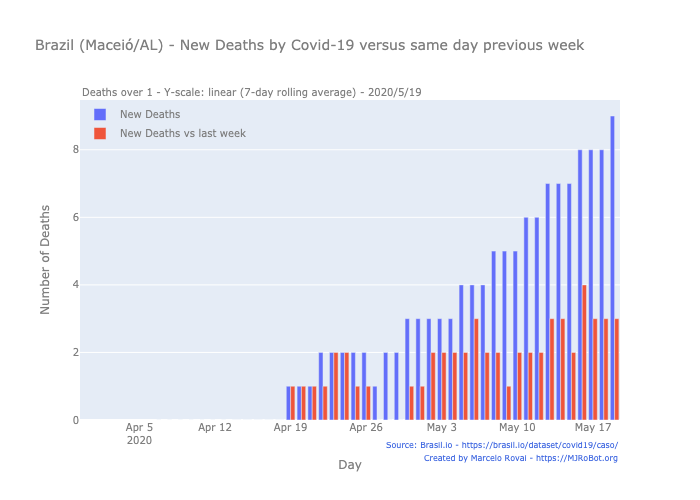 Brazil (Maceió/AL) - New Deaths by Covid-19 versus same day previous week
Deaths over 1 - Y-scale: linear (7-day rolling average) - 2020/5/19
New Deaths
New Deaths vs last week
8
6
4
2
0
Number of Deaths
Apr 5
2020
Apr 12
Apr 19
Apr 26
May 3
May 10
May 17
Source: Brasil.io - https://brasil.io/dataset/covid19/caso/
Created by Marcelo Rovai - https://MJRoBot.org
Day